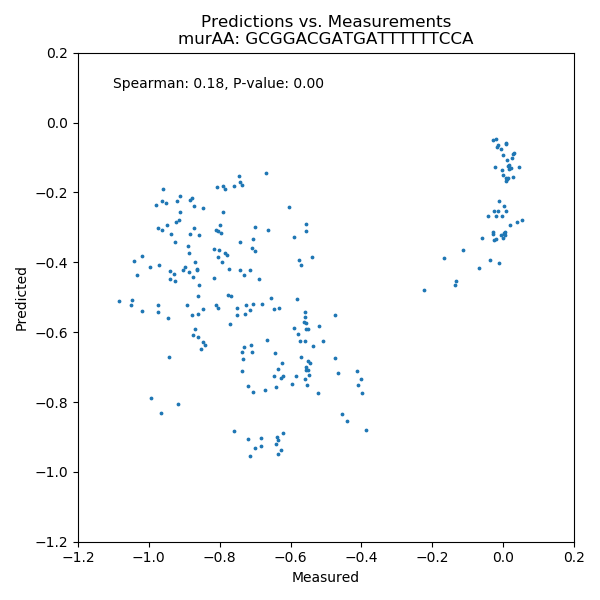 Predictions vs. Measurements
murAA: GCGGACGATGATTTTTTCCA
0.2
Spearman: 0.18, P-value: 0.00
0.0
−0.2
−0.4
Predicted
−0.6
−0.8
−1.0
−1.2
−1.2 −1.0 −0.8 −0.6 −0.4 −0.2 0.0 0.2
Measured